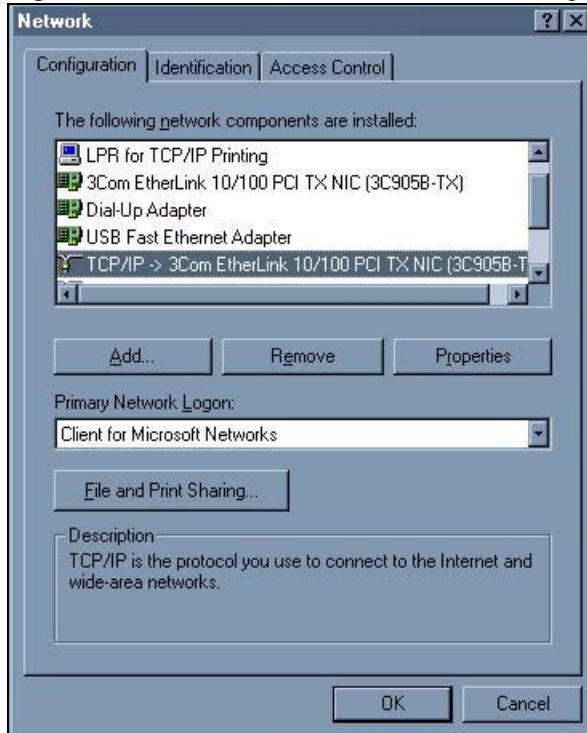 Network
Configuration
Identification
Access Control
The following network components are installed:
LPR for TCP/IP Printing
3Com EtherLink 10/100 PCI TX NIC (3C905B-TX)
Dial-Up Adapter
USB Fast Ethernet Adapter
TCP/IP -> 3Com EtherLink 10/100 PCI TX NIC (3C905B-T
Add...
Remove
Properties
Primary Network Logon:
Client for Microsoft Networks
File and Print Sharing...
Description
TCP/IP is the protocol you use to connect to the Internet and
wide-area networks.
OK
Cancel